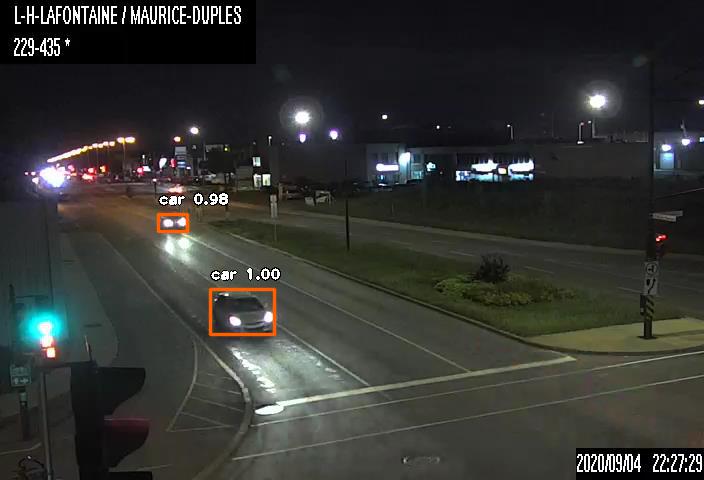 L-H-LAFONTAINE / MAURICE-DUPLES
229-435 *
car 0.98
car 1.00
2020/09/04 22:27:29